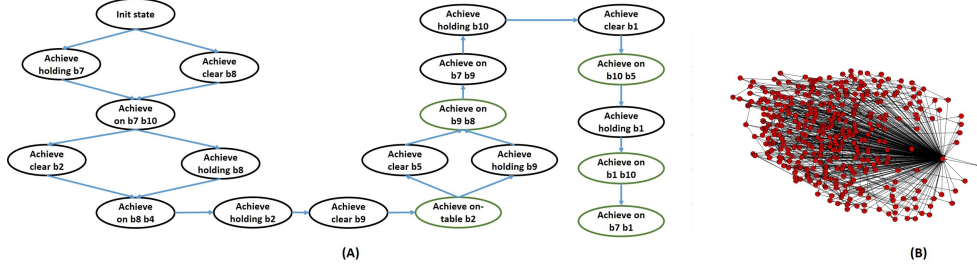 Init state
Achieve
holding b7
Achieve
clear b8
Achieve
on b7 b10
Achieve
clear b2
Achieve
holding b8
Achieve
on b8 b4
Achieve
holding b2
Achieve
clear b9
Achieve on-
table b2
Achieve
clear b5
Achieve
holding b9
Achieve on
b9 b8
Achieve on
b7 b9
Achieve
holding b10
Achieve
clear b1
Achieve on
b10 b5
Achieve
holding b1
Achieve on
b1 b10
Achieve on
b7 b1
(A)
(B)